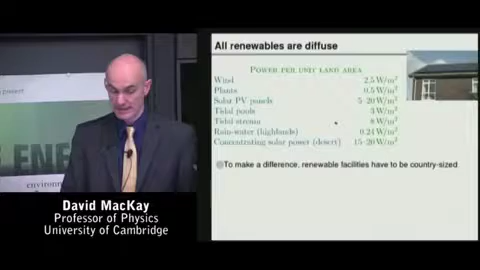 present
ENE
environ
David MacKay
Professor of Physics
University of Cambridge
All renewables are diffuse
POWER PER UNIT LAND AREA
Wind 2.5 W/m²
Plants 0.5 W/m²
Solar PV panels 5–20 W/m²
Tidal pools 3 W/m²
Tidal stream 8 W/m²
Rain-water (highlands) 0.24 W/m²
Concentrating solar power (desert) 15–20 W/m²
To make a difference, renewable facilities have to be country-sized